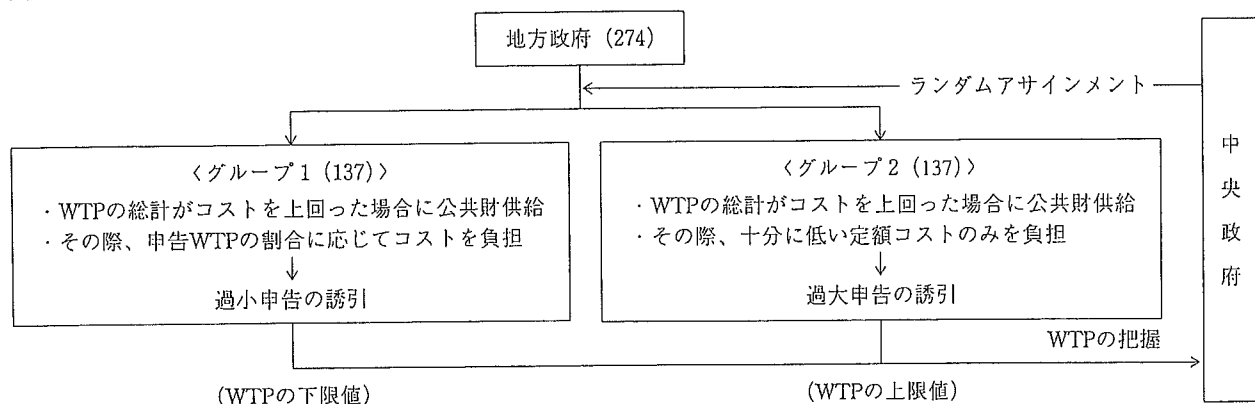 地方政府（274）
ランダムアサインメント
〈グループ1（137）〉
・WTPの総計がコストを上回った場合に公共財供給
・その際、申告WTPの割合に応じてコストを負担
過小申告の誘引
〈グループ2（137）〉
・WTPの総計がコストを上回った場合に公共財供給
・その際、十分に低い定額コストのみを負担
過大申告の誘引
中央政府
WTPの把握
(WTPの下限値)
(WTPの上限値)